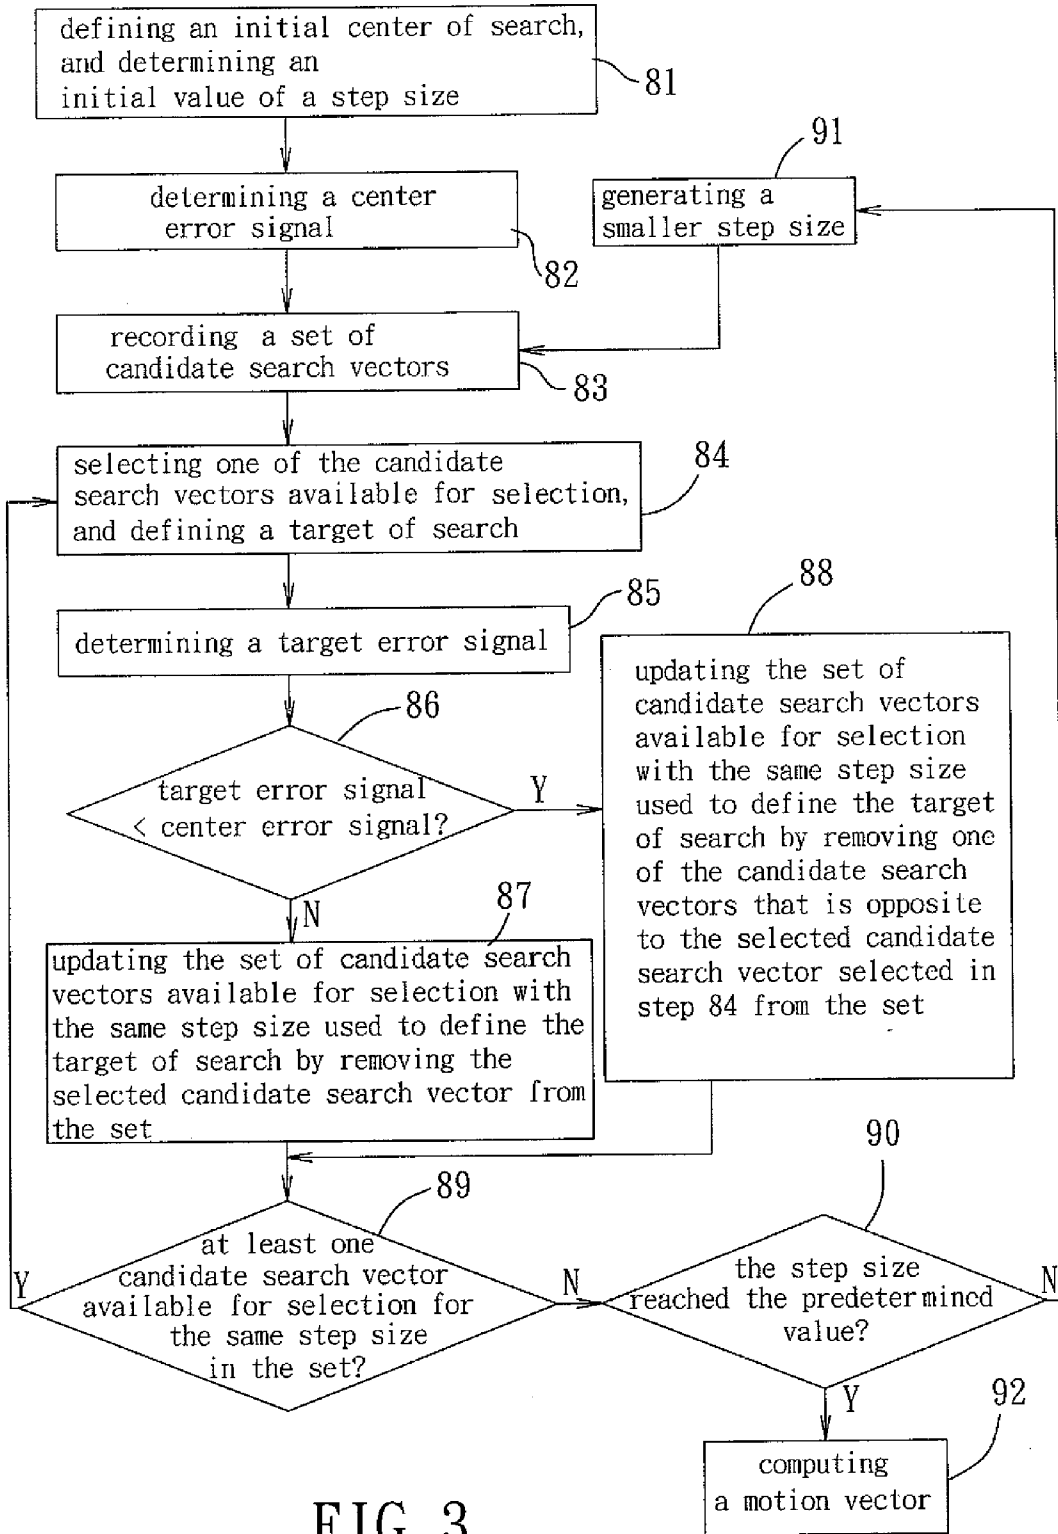 defining an initial center of search,
and determining an
initial value of a step size
81
91
determining a center
error signal
82
generating a
smaller step size
recording a set of
candidate search vectors
83
selecting one of the candidate
search vectors available for selection,
and defining a target of search
84
determining a target error signal
85
88
updating the set of
candidate search vectors
available for selection
with the same step size
used to define the target
of search by removing one
of the candidate search
vectors that is opposite
to the selected candidate
search vector selected in
step 84 from the set
86
target error signal
< center error signal?
Y
N
87
updating the set of candidate search
vectors available for selection with
the same step size used to define the
target of search by removing the
selected candidate search vector from
the set
89
at least one
candidate search vector
available for selection for
the same step size
in the set?
Y
N
90
the step size
reached the predetermined
value?
N
Y
92
computing
a motion vector
FIG. 3